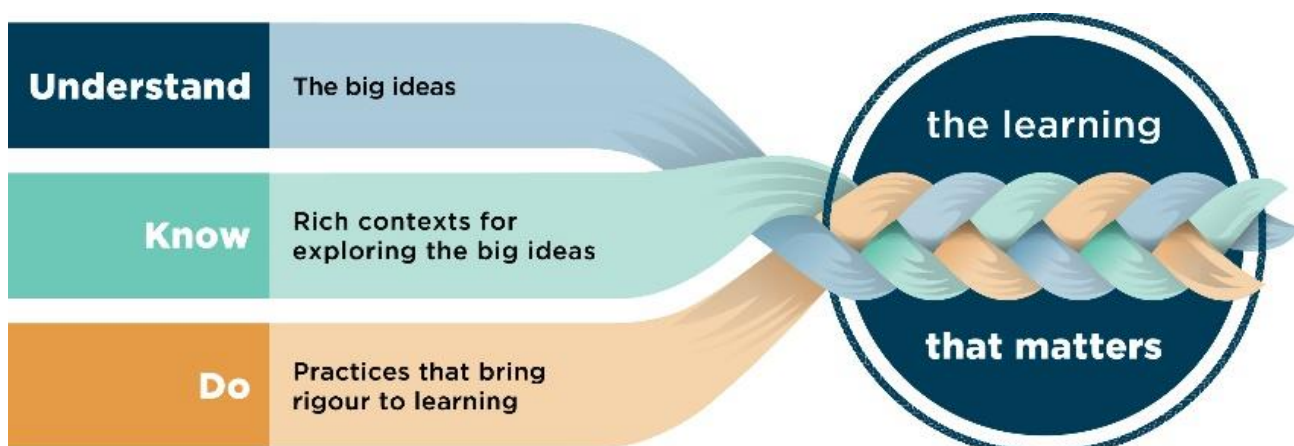 Understand
The big ideas
Know
Rich contexts for
exploring the big ideas
Do
Practices that bring
rigour to learning
the learning
that matters